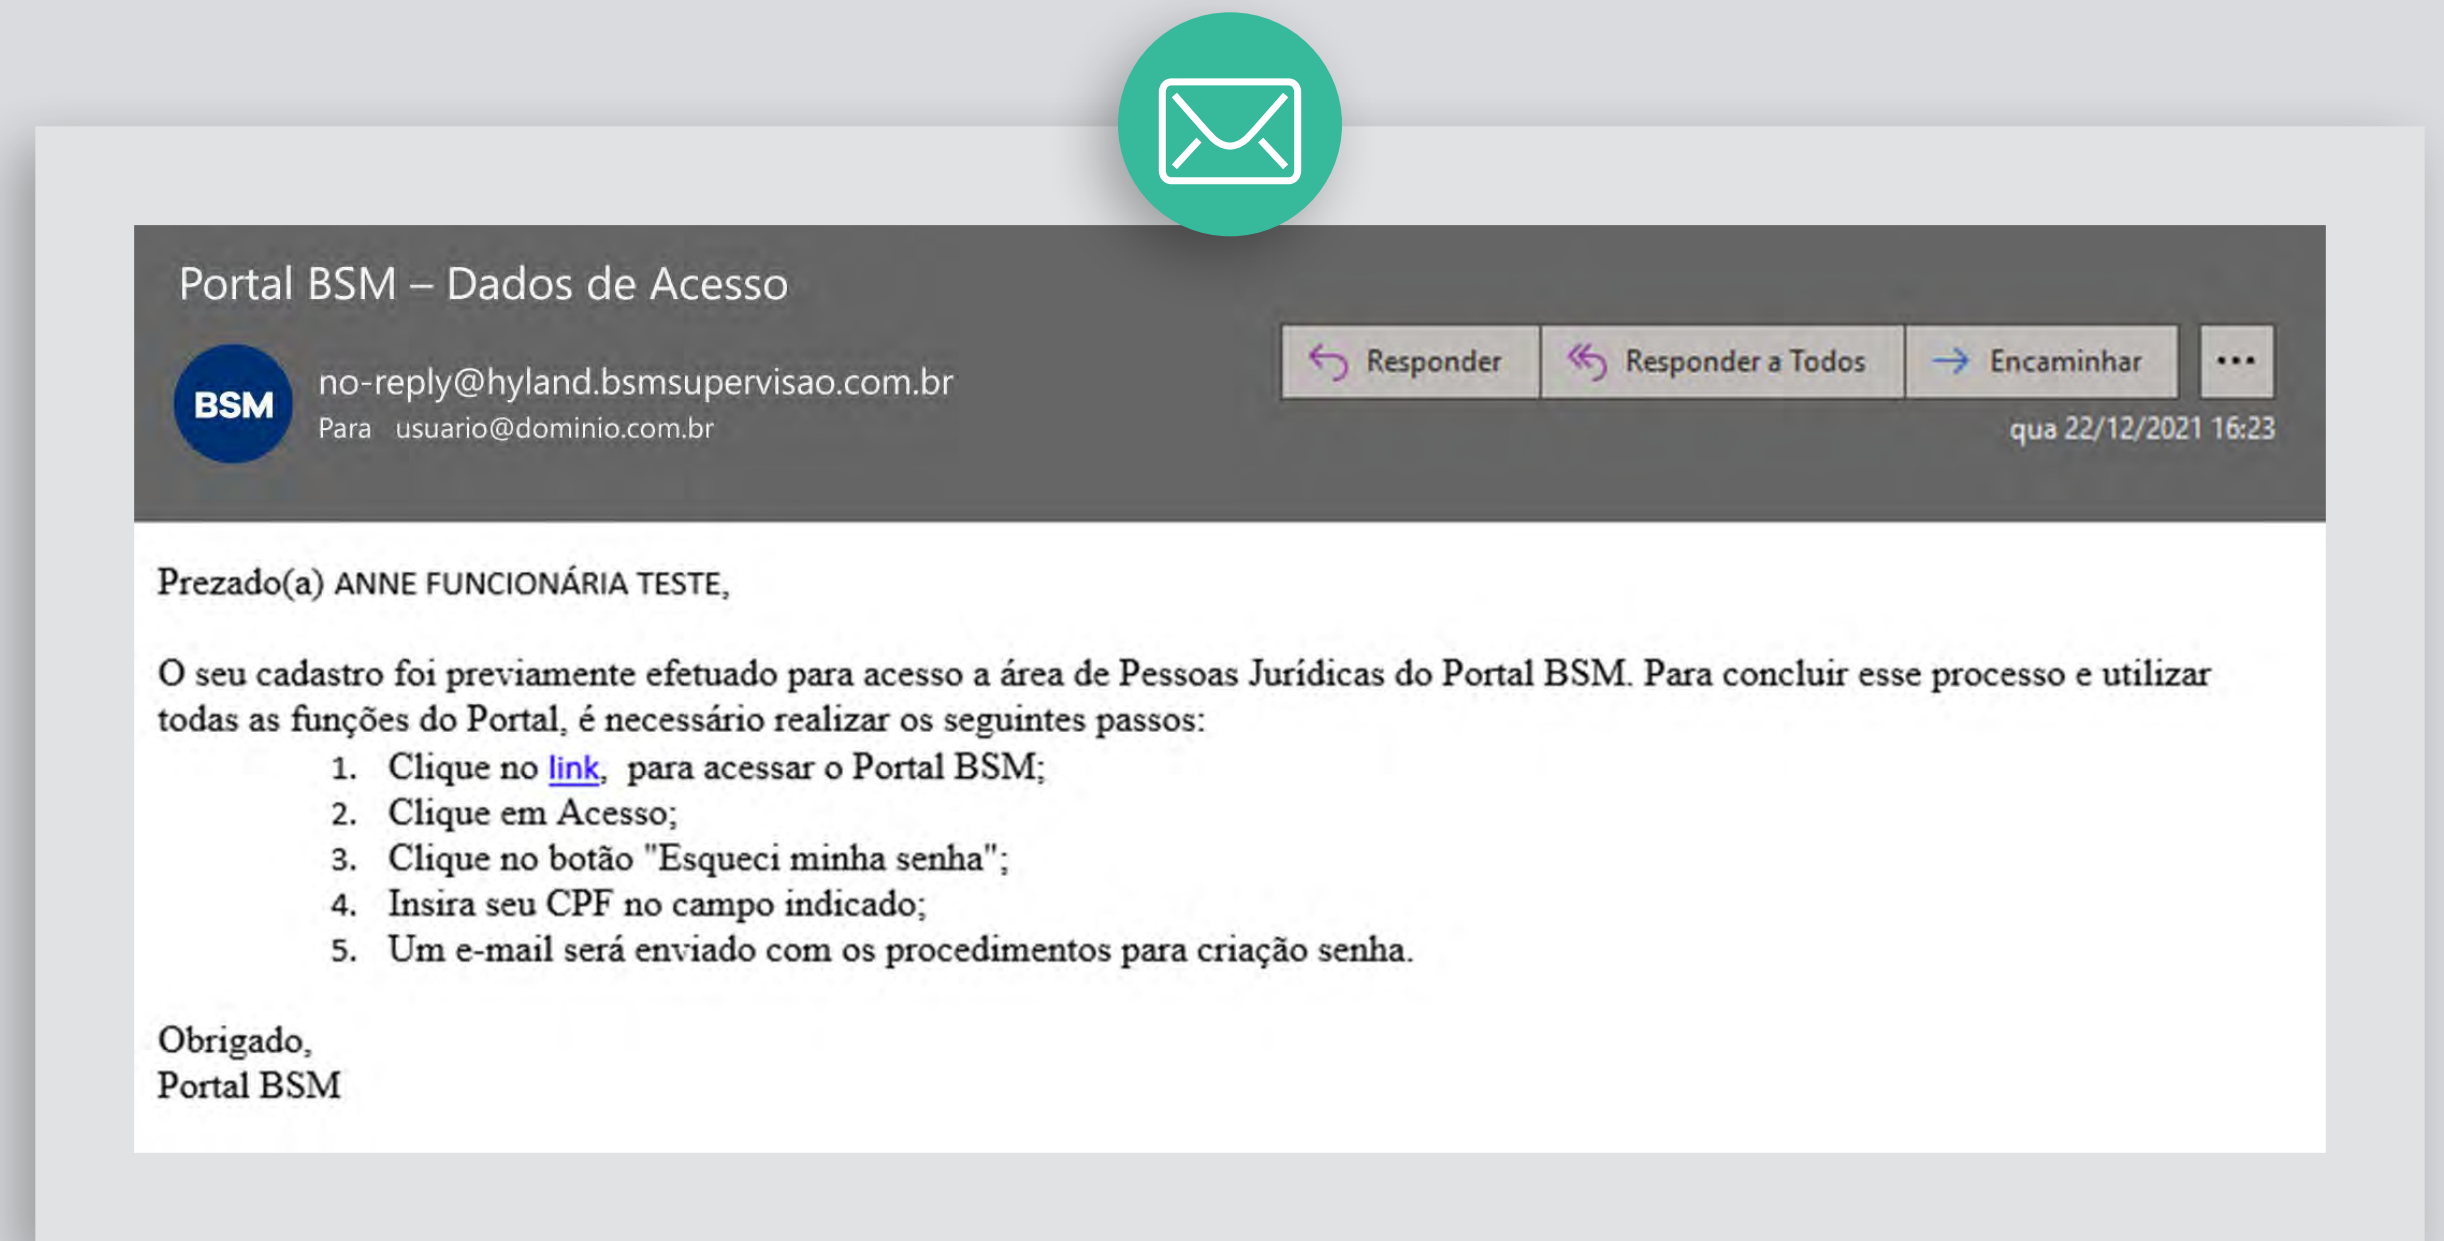 Portal BSM – Dados de Acesso
BSM
no-reply@hyland.bsmsupervisao.com.br
Para usuario@dominio.com.br
Responder
Responder a Todos
Encaminhar
...
qua 22/12/2021 16:23
Prezado(a) ANNE FUNCIONÁRIA TESTE,
O seu cadastro foi previamente efetuado para acesso a área de Pessoas Jurídicas do Portal BSM. Para concluir esse processo e utilizar
todas as funções do Portal, é necessário realizar os seguintes passos:
1. Clique no link, para acessar o Portal BSM;
2. Clique em Acesso;
3. Clique no botão "Esqueci minha senha";
4. Insira seu CPF no campo indicado;
5. Um e-mail será enviado com os procedimentos para criação senha.
Obrigado,
Portal BSM